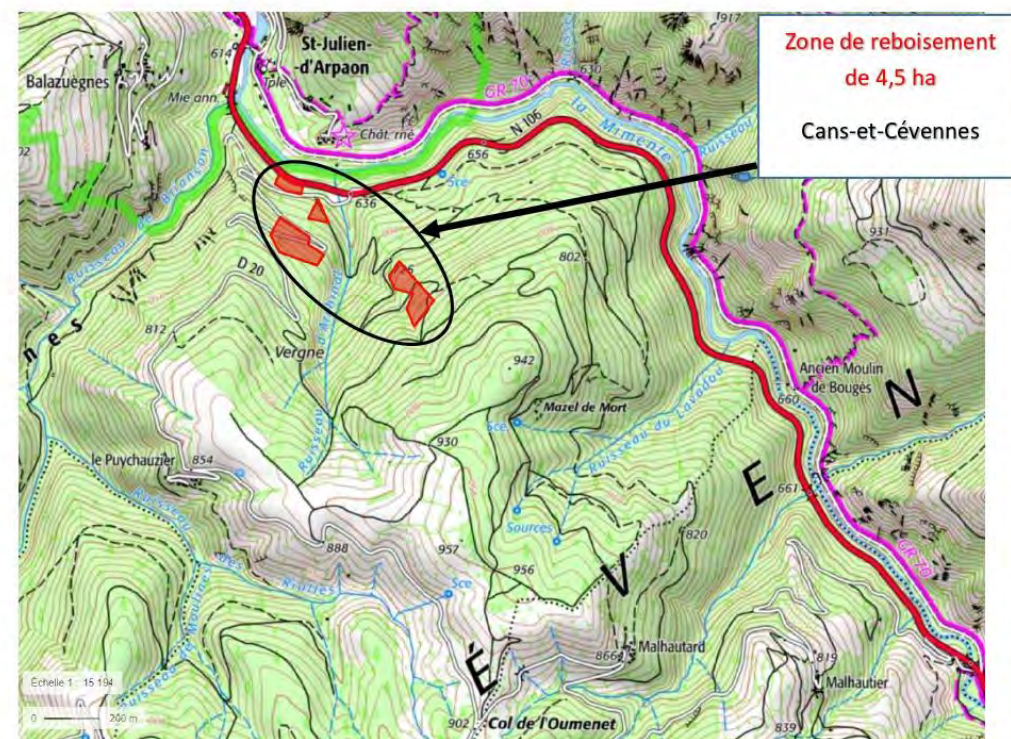 Zone de reboisement
de 4,5 ha
Cans-et-Cévennes
917
614
St-Julien-
-d'Arpaon
Balazuègnes
Tple
Mie ann.
Chât. rné
GR 70
630
la Mimente
Ruisseau
N 106
656
Sce
636
Ruisseau de Briançon
D 20
802
931
812
Vergne
942
Ancien Moulin
de Bougès
660
Mazel de Mort
Sce
Ruisseau du Lavadou
930
N
le Puychauzier
854
E
661
Sources
820
888
957
956
Sce
GR 70
V
Malhautard
866
819
Malhautier
É
Échelle 1 : 15 194
0 200 m
902
Col de l'Oumenet
839